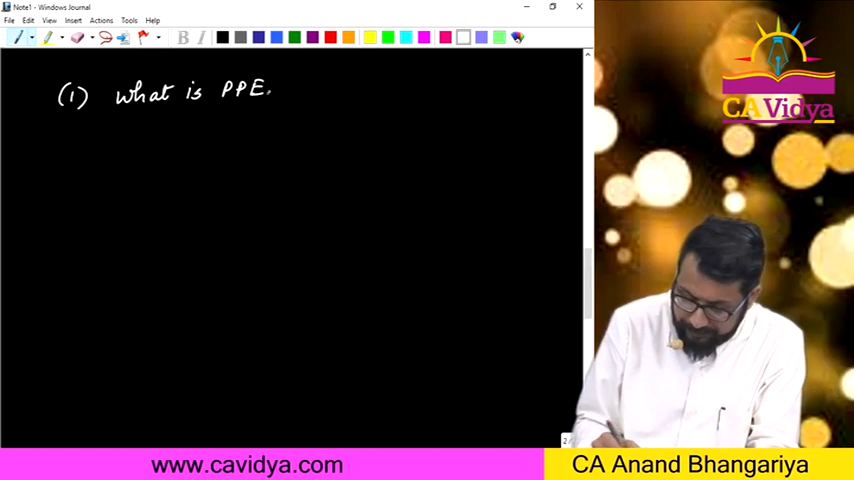 Note1 - Windows Journal
File Edit View Insert Actions Tools Help
B I
(1) What is PPE.
CA Vidya
www.cavidya.com
CA Anand Bhangariya